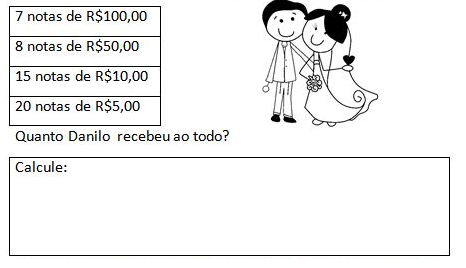 7 notas de R$100,00
8 notas de R$50,00
15 notas de R$10,00
20 notas de R$5,00
Quanto Danilo recebeu ao todo?
Calcule: